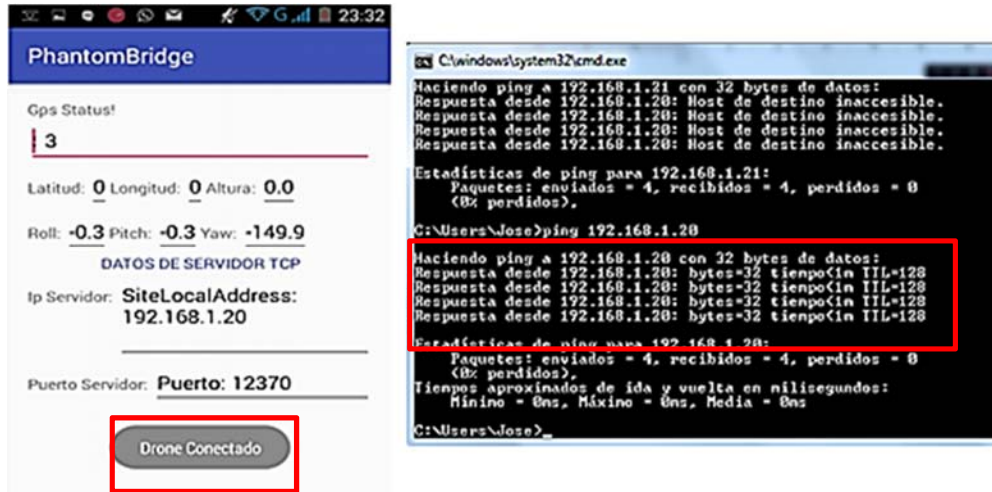 G 23:32
PhantomBridge
Gps Status!
3
Latitud: 0 Longitud: 0 Altura: 0.0
Roll: -0.3 Pitch: -0.3 Yaw: -149.9
DATOS DE SERVIDOR TCP
Ip Servidor: SiteLocalAddress:
192.168.1.20
Puerto Servidor: Puerto: 12370
Drone Conectado
C:\windows\system32\cmd.exe
Haciendo ping a 192.168.1.21 con 32 bytes de datos:
Respuesta desde 192.168.1.20: Host de destino inaccesible.
Respuesta desde 192.168.1.20: Host de destino inaccesible.
Respuesta desde 192.168.1.20: Host de destino inaccesible.
Respuesta desde 192.168.1.20: Host de destino inaccesible.
Estadísticas de ping para 192.168.1.21:
Paquetes: enviados = 4, recibidos = 4, perdidos = 0
(0% perdidos),
C:\Users\Jose>ping 192.168.1.20
Haciendo ping a 192.168.1.20 con 32 bytes de datos:
Respuesta desde 192.168.1.20: bytes=32 tiempo<1m TTL=128
Respuesta desde 192.168.1.20: bytes=32 tiempo<1m TTL=128
Respuesta desde 192.168.1.20: bytes=32 tiempo<1m TTL=128
Respuesta desde 192.168.1.20: bytes=32 tiempo<1m TTL=128
Estadísticas de ping para 192.168.1.20:
Paquetes: enviados = 4, recibidos = 4, perdidos = 0
(0% perdidos),
Tiempos aproximados de ida y vuelta en milisegundos:
Mínimo = 0ms, Máximo = 0ms, Media = 0ms
C:\Users\Jose>_